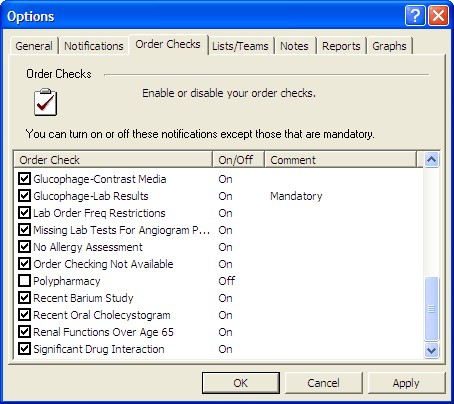 Options
General Notifications Order Checks Lists/Teams Notes Reports Graphs
Order Checks
Enable or disable your order checks.
You can turn on or off these notifications except those that are mandatory.
Order Check On/Off Comment
Glucophage-Contrast Media On
Glucophage-Lab Results On Mandatory
Lab Order Freq Restrictions On
Missing Lab Tests For Angiogram P... On
No Allergy Assessment On
Order Checking Not Available On
Polypharmacy Off
Recent Barium Study On
Recent Oral Cholecystogram On
Renal Functions Over Age 65 On
Significant Drug Interaction On
OK Cancel Apply